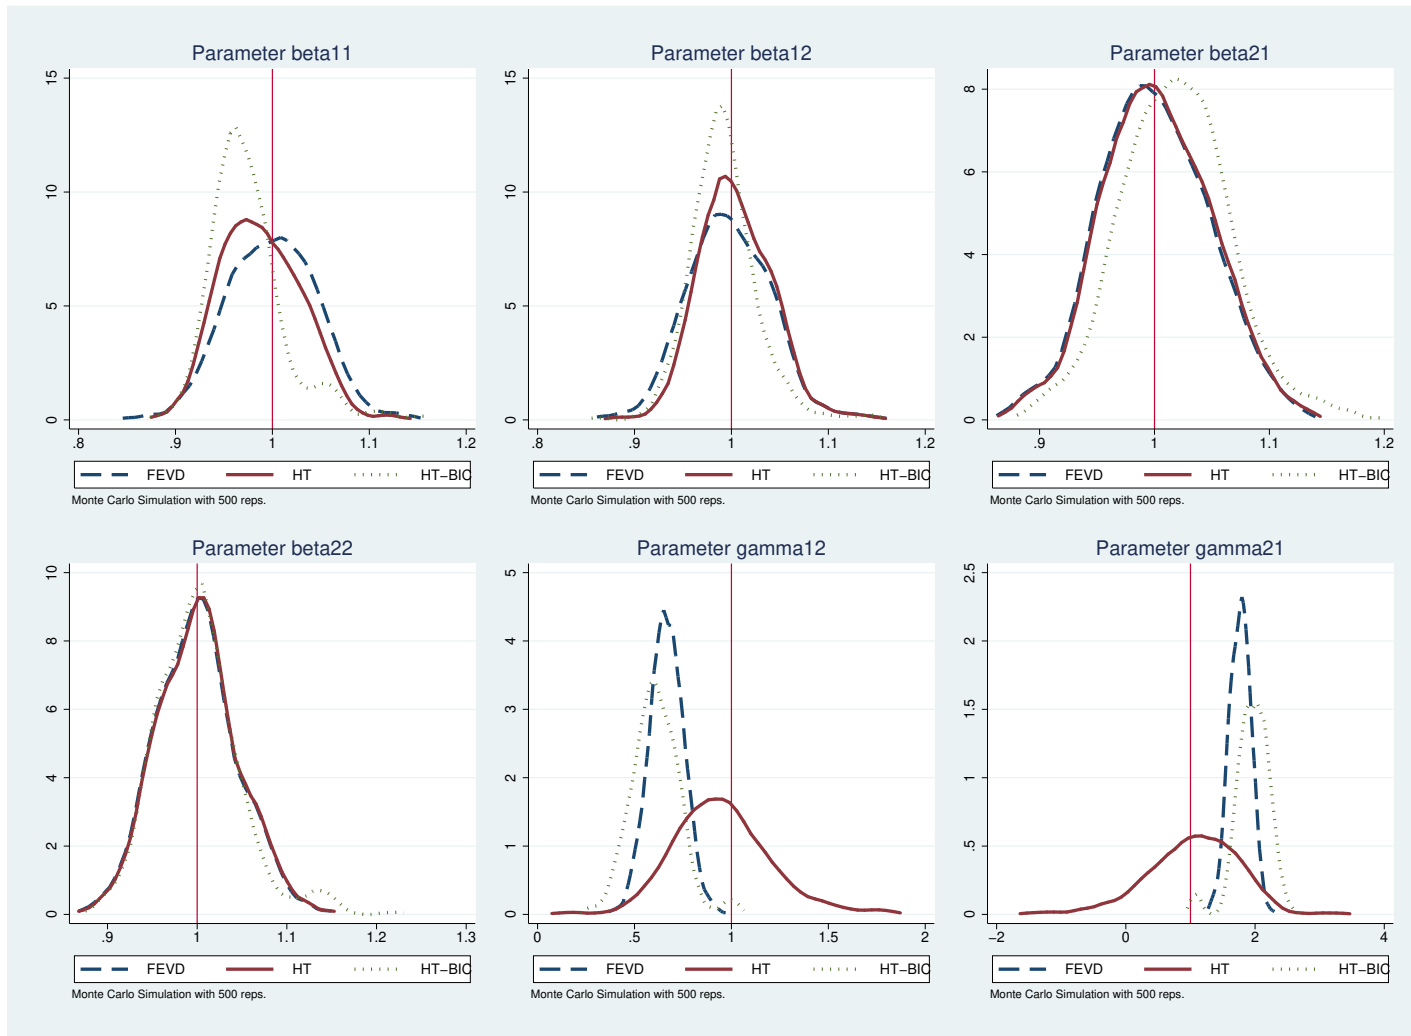 Parameter beta11
15
10
5
0
.8 .9 1 1.1 1.2
FEVD HT HT−BIC
Monte Carlo Simulation with 500 reps.
Parameter beta12
15
10
5
0
.8 .9 1 1.1 1.2
FEVD HT HT−BIC
Monte Carlo Simulation with 500 reps.
Parameter beta21
8
6
4
2
0
.9 1 1.1 1.2
FEVD HT HT−BIC
Monte Carlo Simulation with 500 reps.
Parameter beta22
10
8
6
4
2
0
.9 1 1.1 1.2 1.3
FEVD HT HT−BIC
Monte Carlo Simulation with 500 reps.
Parameter gamma12
5
4
3
2
1
0
0 .5 1 1.5 2
FEVD HT HT−BIC
Monte Carlo Simulation with 500 reps.
Parameter gamma21
2.5
2
1.5
1
.5
0
−2 0 2 4
FEVD HT HT−BIC
Monte Carlo Simulation with 500 reps.